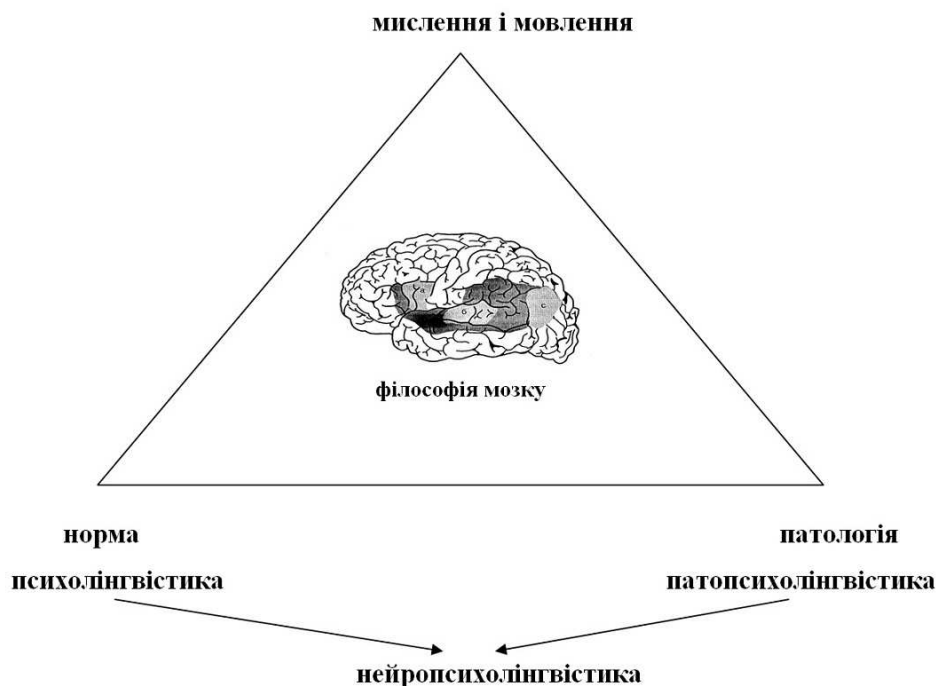 мислення і мовлення
філософія мозку
норма
патологія
психолінгвістика
патопсихолінгвістика
нейропсихолінгвістика